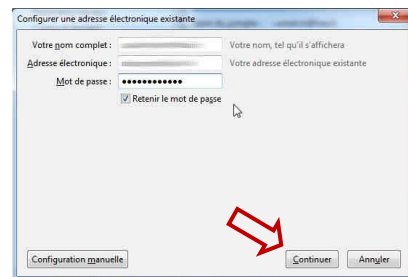 Configurer une adresse électronique existante
Votre nom complet : Votre nom, tel qu'il s'affichera
Adresse électronique : Votre adresse électronique existante
Mot de passe : ●●●●●●●●●●●●
Retenir le mot de passe
Configuration manuelle Continuer Annuler